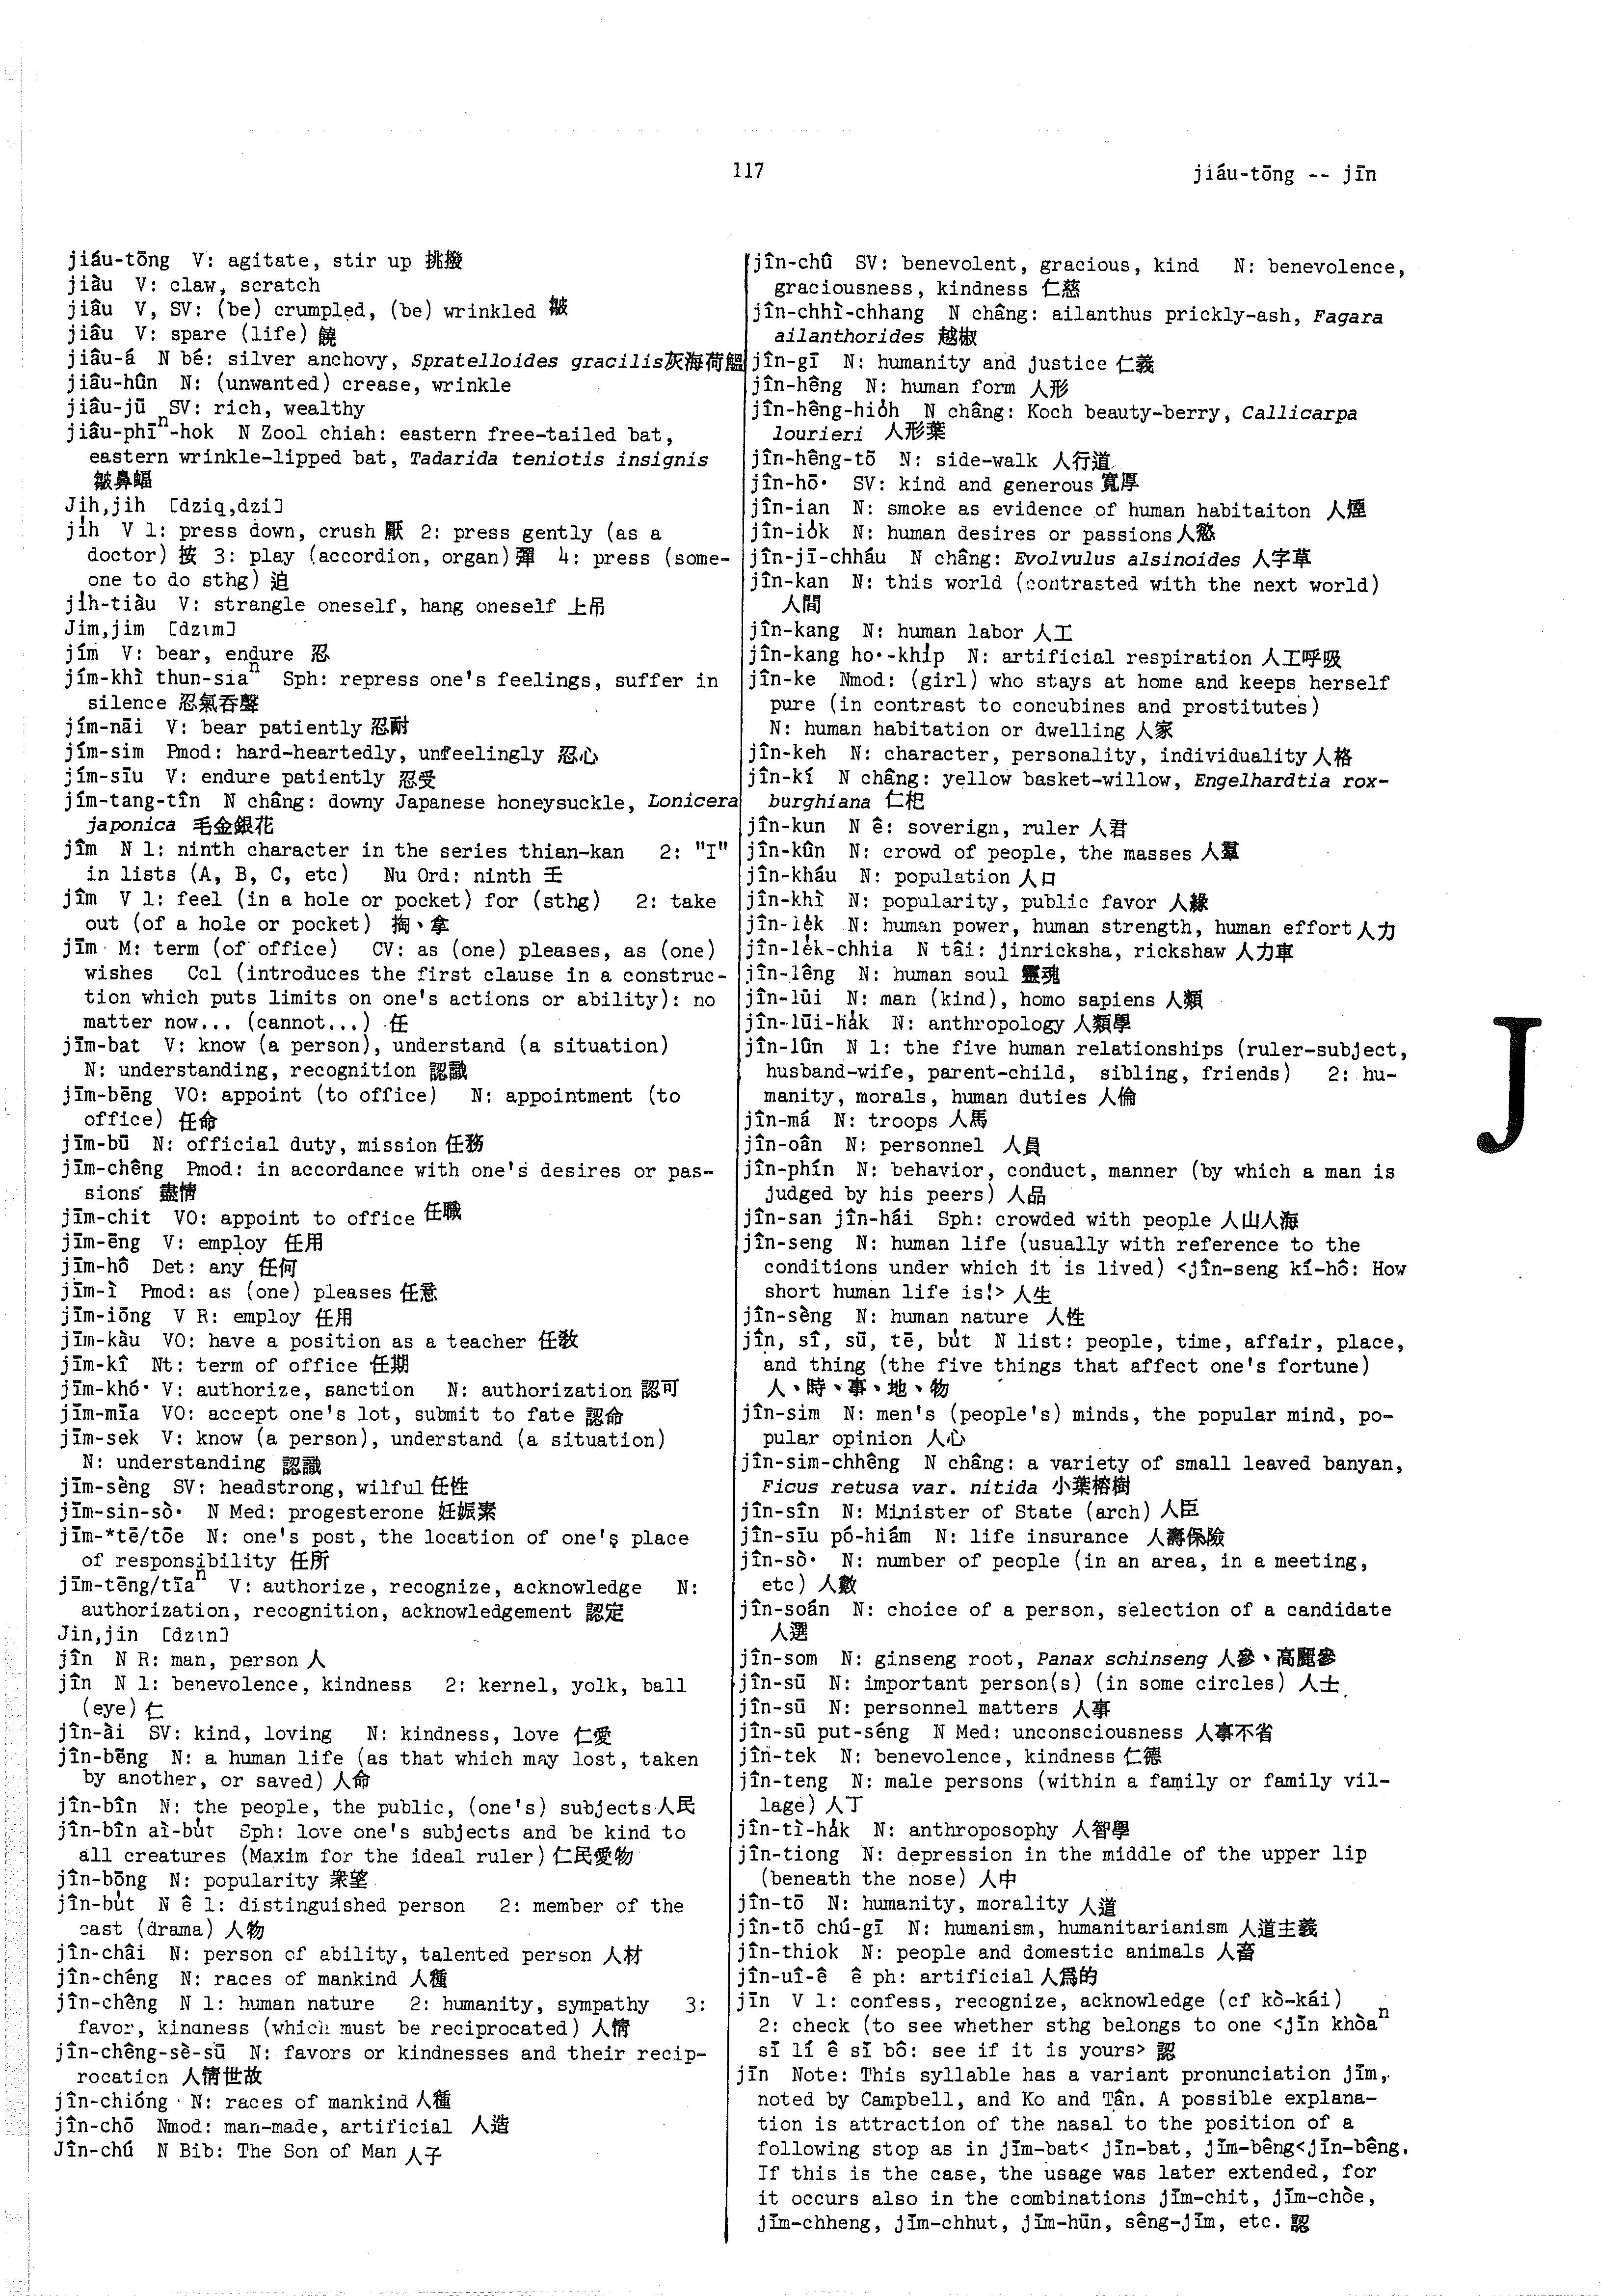 117
jiáu-tōng -- jīn
jiáu-tōng V: agitate, stir up 挑撥
jiàu V: claw, scratch
jiâu V, SV: (be) crumpled, (be) wrinkled 皺
jiâu V: spare (life) 饒
jiâu-á N bé: silver anchovy, Spratelloides gracilis灰海荷鰮
jiâu-hûn N: (unwanted) crease, wrinkle
jiâu-jū SV: rich, wealthy
jiâu-phīⁿ-hok N Zool chiah: eastern free-tailed bat,
eastern wrinkle-lipped bat, Tadarida teniotis insignis
皺鼻蝠
Jih,jih [dziq,dzi]
ji̍h V 1: press down, crush 厭 2: press gently (as a
doctor) 按 3: play (accordion, organ) 彈 4: press (some-
one to do sthg) 迫
ji̍h-tiàu V: strangle oneself, hang oneself 上吊
Jim,jim [dzım]
jím V: bear, endure 忍
jím-khì thun-siaⁿ Sph: repress one's feelings, suffer in
silence 忍氣吞聲
jím-nāi V: bear patiently 忍耐
jím-sim Pmod: hard-heartedly, unfeelingly 忍心
jím-sīu V: endure patiently 忍受
jím-tang-tîn N châng: downy Japanese honeysuckle, Lonicera
japonica 毛金銀花
jîm N 1: ninth character in the series thian-kan 2: "I"
in lists (A, B, C, etc) Nu Ord: ninth 壬
jîm V 1: feel (in a hole or pocket) for (sthg) 2: take
out (of a hole or pocket) 掏、拿
jīm M: term (of office) CV: as (one) pleases, as (one)
wishes Ccl (introduces the first clause in a construc-
tion which puts limits on one's actions or ability): no
matter now... (cannot...) 任
jīm-bat V: know (a person), understand (a situation)
N: understanding, recognition 認識
jīm-bēng VO: appoint (to office) N: appointment (to
office) 任命
jīm-bū N: official duty, mission 任務
jīm-chêng Pmod: in accordance with one's desires or pas-
sions 盡情
jīm-chit VO: appoint to office 任職
jīm-ēng V: employ 任用
jīm-hô Det: any 任何
jīm-ì Pmod: as (one) pleases 任意
jīm-iōng V R: employ 任用
jīm-kàu VO: have a position as a teacher 任教
jīm-kî Nt: term of office 任期
jīm-khó· V: authorize, sanction N: authorization 認可
jīm-mīa VO: accept one's lot, submit to fate 認命
jīm-sek V: know (a person), understand (a situation)
N: understanding 認識
jīm-sèng SV: headstrong, wilful 任性
jīm-sin-sò· N Med: progesterone 妊娠素
jīm-*tē/tōe N: one's post, the location of one's place
of responsibility 任所
jīm-tēng/tīaⁿ V: authorize, recognize, acknowledge N:
authorization, recognition, acknowledgement 認定
Jin,jin [dzın]
jîn N R: man, person 人
jîn N 1: benevolence, kindness 2: kernel, yolk, ball
(eye) 仁
jîn-ài SV: kind, loving N: kindness, love 仁愛
jîn-bēng N: a human life (as that which may lost, taken
by another, or saved) 人命
jîn-bîn N: the people, the public, (one's) subjects 人民
jîn-bîn aì-bu̍t Sph: love one's subjects and be kind to
all creatures (Maxim for the ideal ruler) 仁民愛物
jîn-bōng N: popularity 衆望
jîn-bu̍t N ê 1: distinguished person 2: member of the
cast (drama) 人物
jîn-châi N: person of ability, talented person 人材
jîn-chéng N: races of mankind 人種
jîn-chêng N 1: human nature 2: humanity, sympathy 3:
favor, kindness (which must be reciprocated) 人情
jîn-chêng-sè-sū N: favors or kindnesses and their recip-
rocation 人情世故
jîn-chióng N: races of mankind 人種
jîn-chō Nmod: man-made, artificial 人造
Jîn-chú N Bib: The Son of Man 人子
jîn-chû SV: benevolent, gracious, kind N: benevolence,
graciousness, kindness 仁慈
jîn-chhì-chhang N châng: ailanthus prickly-ash, Fagara
ailanthorides 越椒
jîn-gī N: humanity and justice 仁義
jîn-hêng N: human form 人形
jîn-hêng-hio̍h N châng: Koch beauty-berry, Callicarpa
lourieri 人形葉
jîn-hêng-tō N: side-walk 人行道
jîn-hō· SV: kind and generous 寬厚
jîn-ian N: smoke as evidence of human habitaiton 人煙
jîn-io̍k N: human desires or passions 人慾
jîn-jī-chháu N châng: Evolvulus alsinoides 人字草
jîn-kan N: this world (contrasted with the next world)
人間
jîn-kang N: human labor 人工
jîn-kang ho·-khi̍p N: artificial respiration 人工呼吸
jîn-ke Nmod: (girl) who stays at home and keeps herself
pure (in contrast to concubines and prostitutes)
N: human habitation or dwelling 人家
jîn-keh N: character, personality, individuality 人格
jîn-kí N châng: yellow basket-willow, Engelhardtia rox-
burghiana 仁杞
jîn-kun N ê: soverign, ruler 人君
jîn-kûn N: crowd of people, the masses 人羣
jîn-kháu N: population 人口
jîn-khì N: popularity, public favor 人緣
jîn-le̍k N: human power, human strength, human effort 人力
jîn-le̍k-chhia N tâi: jinricksha, rickshaw 人力車
jîn-lêng N: human soul 靈魂
jîn-lūi N: man (kind), homo sapiens 人類
jîn-lūi-ha̍k N: anthropology 人類學
jîn-lûn N 1: the five human relationships (ruler-subject,
husband-wife, parent-child, sibling, friends) 2: hu-
manity, morals, human duties 人倫
jîn-má N: troops 人馬
jîn-oân N: personnel 人員
jîn-phín N: behavior, conduct, manner (by which a man is
judged by his peers) 人品
jîn-san jîn-hái Sph: crowded with people 人山人海
jîn-seng N: human life (usually with reference to the
conditions under which it is lived) <jîn-seng kí-hô: How
short human life is!> 人生
jîn-sèng N: human nature 人性
jîn, sî, sū, tē, bu̍t N list: people, time, affair, place,
and thing (the five things that affect one's fortune)
人、時、事、地、物
jîn-sim N: men's (people's) minds, the popular mind, po-
pular opinion 人心
jîn-sim-chhêng N châng: a variety of small leaved banyan,
Ficus retusa var. nitida 小葉榕樹
jîn-sîn N: Minister of State (arch) 人臣
jîn-sīu pó-hiám N: life insurance 人壽保險
jîn-sò· N: number of people (in an area, in a meeting,
etc) 人數
jîn-soán N: choice of a person, selection of a candidate
人選
jîn-som N: ginseng root, Panax schinseng 人參、高麗參
jîn-sū N: important person(s) (in some circles) 人士
jîn-sū N: personnel matters 人事
jîn-sū put-séng N Med: unconsciousness 人事不省
jîn-tek N: benevolence, kindness 仁德
jîn-teng N: male persons (within a family or family vil-
lage) 人丁
jîn-tì-ha̍k N: anthroposophy 人智學
jîn-tiong N: depression in the middle of the upper lip
(beneath the nose) 人中
jîn-tō N: humanity, morality 人道
jîn-tō chú-gī N: humanism, humanitarianism 人道主義
jîn-thiok N: people and domestic animals 人畜
jîn-uî-ê ê ph: artificial 人爲的
jīn V 1: confess, recognize, acknowledge (cf kò-kái)
2: check (to see whether sthg belongs to one <jīn khòaⁿ
sī lí ê sī bô: see if it is yours> 認
jīn Note: This syllable has a variant pronunciation jīm,
noted by Campbell, and Ko and Tân. A possible explana-
tion is attraction of the nasal to the position of a
following stop as in jīm-bat< jīn-bat, jīm-bêng<jīn-bêng.
If this is the case, the usage was later extended, for
it occurs also in the combinations jīm-chit, jīm-chòe,
jīm-chheng, jīm-chhut, jīm-hūn, sêng-jīm, etc. 認
J